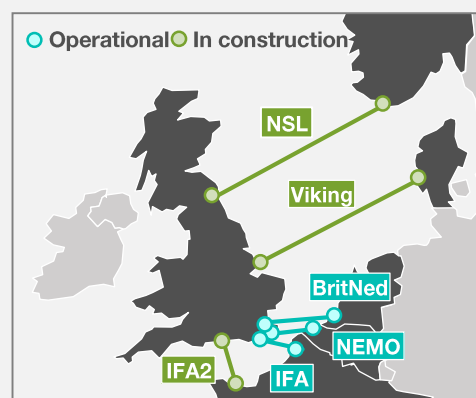 Operational In construction
NSL
Viking
BritNed
NEMO
IFA2
IFA